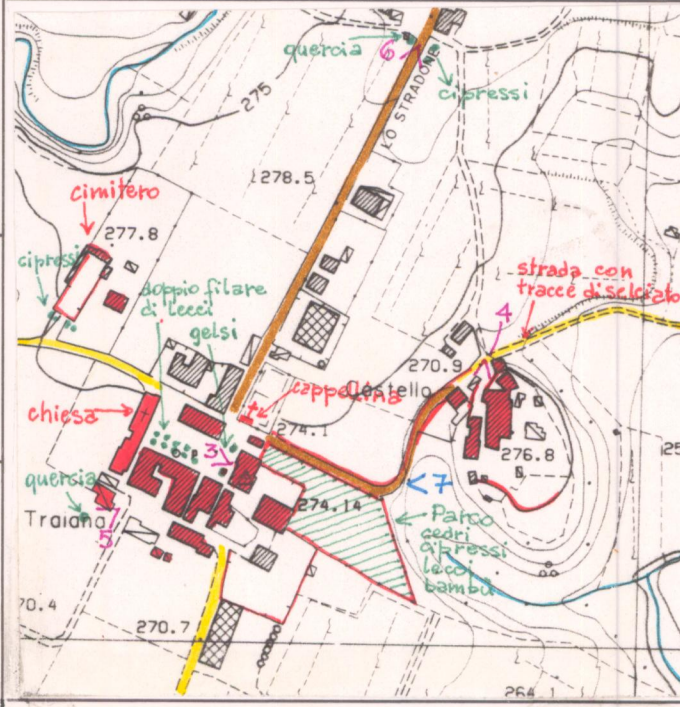 quercia
6
cipressi
LO STRADONE
275
278.5
cimitero
277.8
cipressi
doppio filare
di lecci
gelsi
strada con
tracce di selciato
4
270.9
Castello
cappellina
chiesa
274.1
3
276.8
quercia
274.14
7
Traiana
5
Parco
cedri
cipressi
lecci
bambù
70.4
270.7
264.1